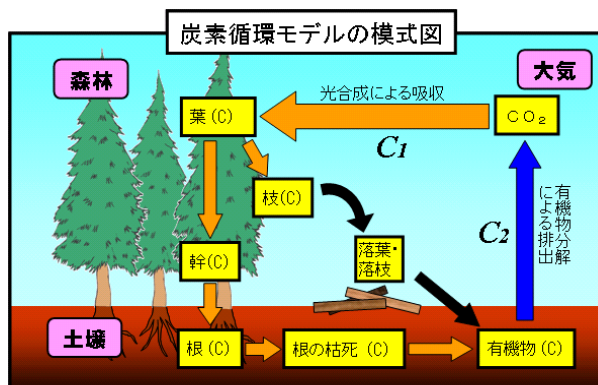 炭素循環モデルの模式図
森林
大気
葉(C)
光合成による吸収
CO₂
C1
枝(C)
幹(C)
落葉・
落枝
C2
有機物分解
による排出
土壌
根(C)
根の枯死(C)
有機物(C)